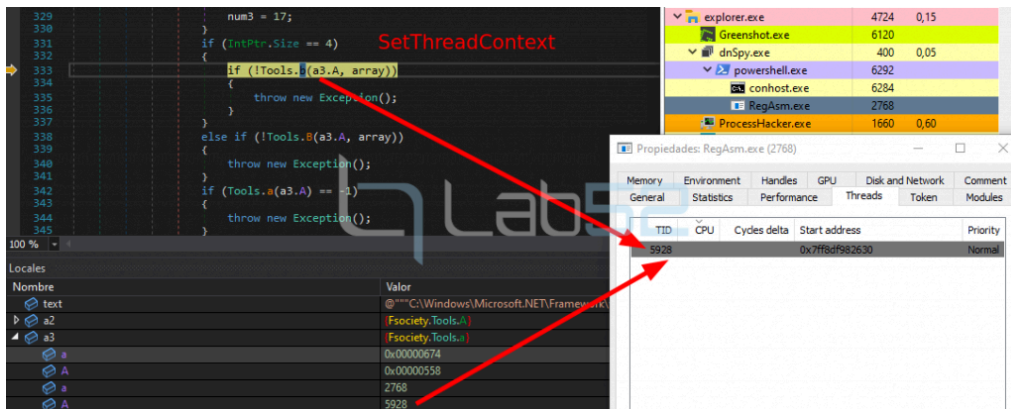 329 num3 = 17;
330 }
331 if (IntPtr.Size == 4)
332 {
333 if (!Tools.b(a3.A, array))
334 {
335 throw new Exception();
336 }
337 }
338 else if (!Tools.B(a3.A, array))
339 {
340 throw new Exception();
341 }
342 if (Tools.a(a3.A) == -1)
343 {
344 throw new Exception();
345 }
SetThreadContext
100 %
Locales
Nombre Valor
text @"""C:\Windows\Microsoft.NET\Framework\
a2 {Fsociety.Tools.A}
a3 {Fsociety.Tools.a}
a 0x00000674
A 0x00000558
a 2768
A 5928
explorer.exe 4724 0,15
Greenshot.exe 6120
dnSpy.exe 400 0,05
powershell.exe 6292
conhost.exe 6284
RegAsm.exe 2768
ProcessHacker.exe 1660 0,60
Propiedades: RegAsm.exe (2768)
Memory Environment Handles GPU Disk and Network Comment
General Statistics Performance Threads Token Modules
TID CPU Cycles delta Start address Priority
5928 0x7ff8df982630 Normal
Lab52